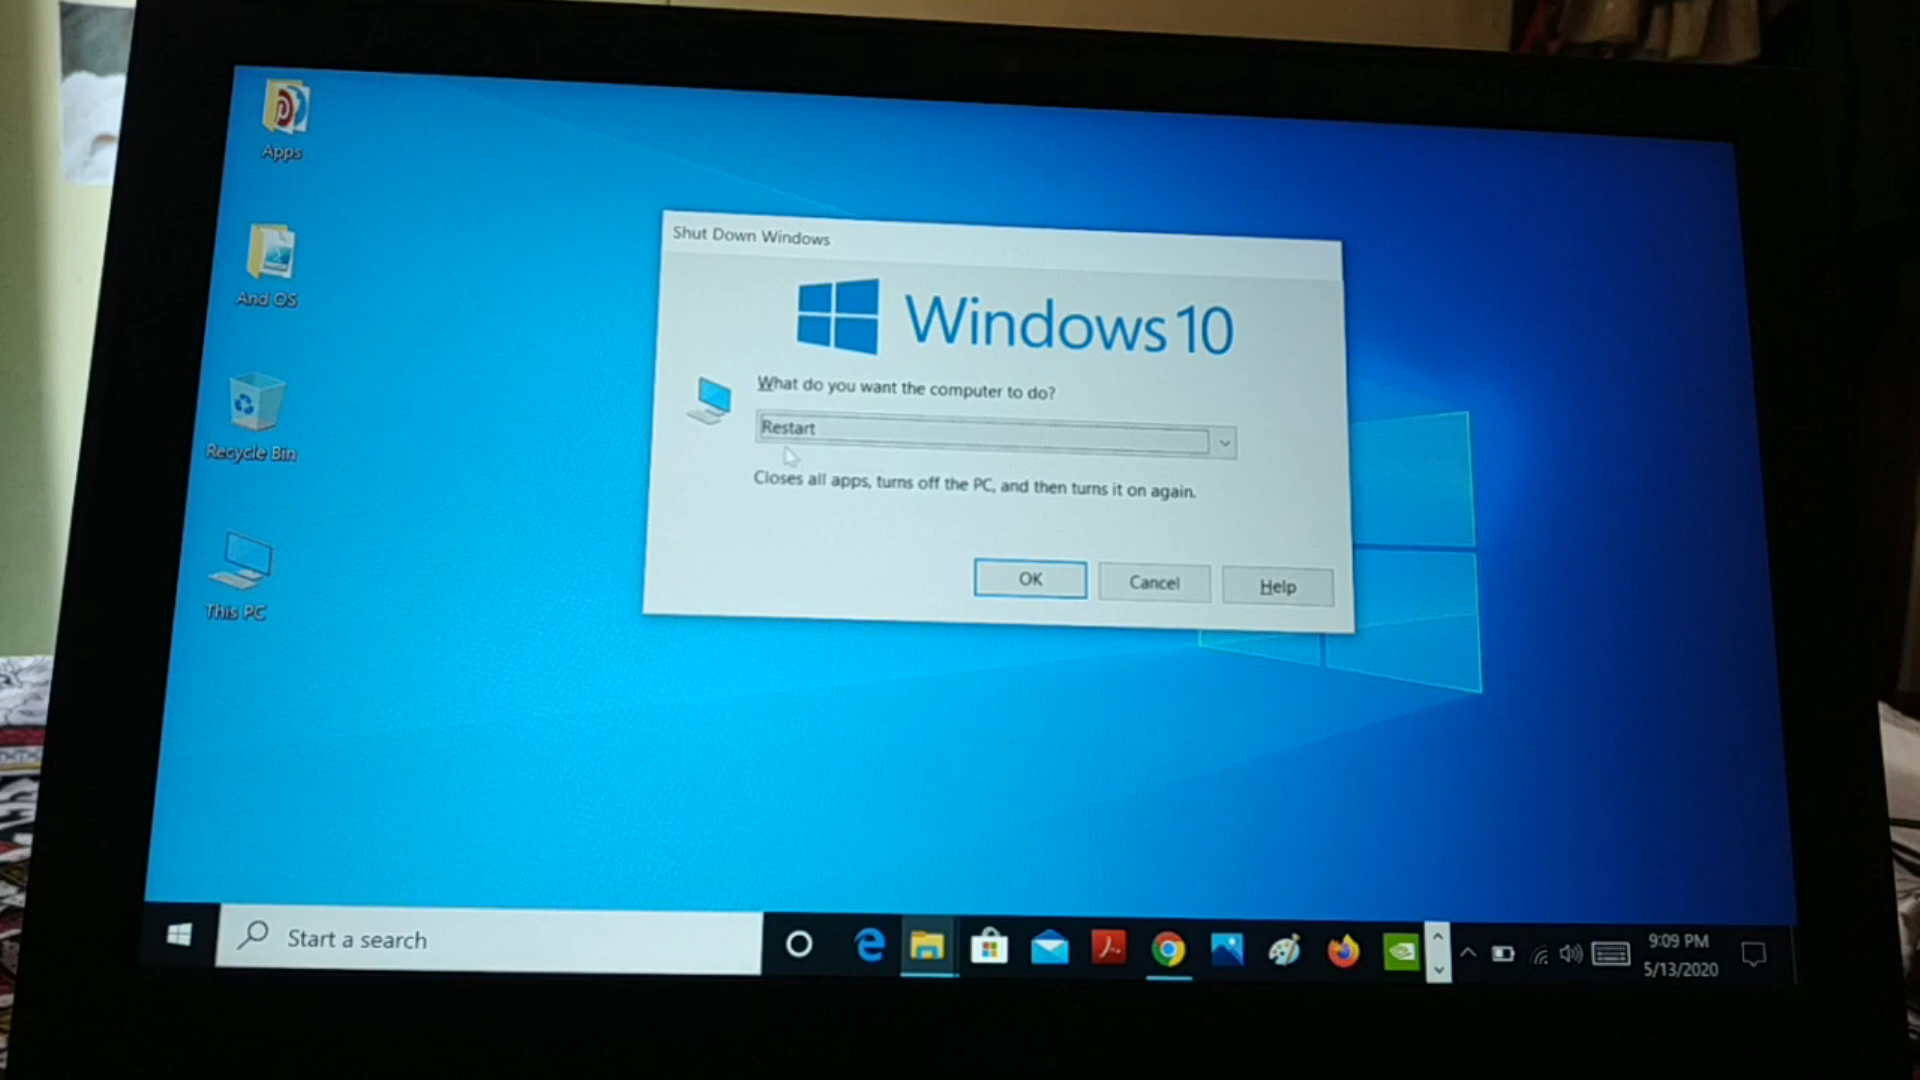 Apps
And OS
Recycle Bin
This PC
Shut Down Windows
Windows 10
What do you want the computer to do?
Restart
Closes all apps, turns off the PC, and then turns it on again.
OK
Cancel
Help
Start a search
9:09 PM
5/13/2020